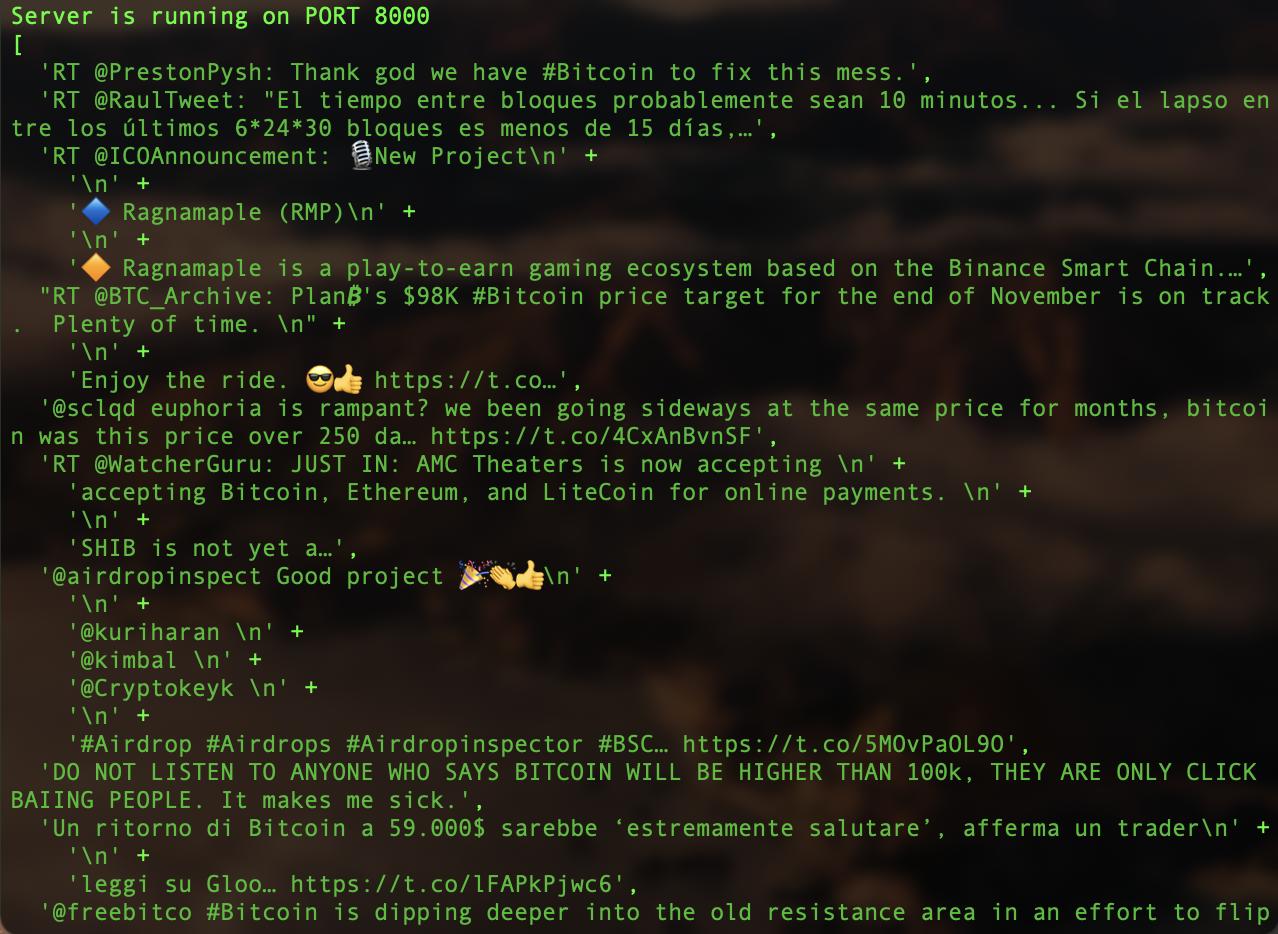 Server is running on PORT 8000
[
'RT @PrestonPysh: Thank god we have #Bitcoin to fix this mess.',
'RT @RaulTweet: "El tiempo entre bloques probablemente sean 10 minutos... Si el lapso en
tre los últimos 6*24*30 bloques es menos de 15 días,…',
'RT @ICOAnnouncement: 🎙New Project\n' +
'\n' +
'🔷 Ragnamaple (RMP)\n' +
'\n' +
'🔶 Ragnamaple is a play-to-earn gaming ecosystem based on the Binance Smart Chain.…',
"RT @BTC_Archive: Plan₿'s $98K #Bitcoin price target for the end of November is on track
.  Plenty of time. \n" +
'\n' +
'Enjoy the ride. 😎👍 https://t.co…',
'@sclqd euphoria is rampant? we been going sideways at the same price for months, bitcoi
n was this price over 250 da… https://t.co/4CxAnBvnSF',
'RT @WatcherGuru: JUST IN: AMC Theaters is now accepting \n' +
'accepting Bitcoin, Ethereum, and LiteCoin for online payments. \n' +
'\n' +
'SHIB is not yet a…',
'@airdropinspect Good project 🎉👏👍\n' +
'\n' +
'@kuriharan \n' +
'@kimbal \n' +
'@Cryptokeyk \n' +
'\n' +
'#Airdrop #Airdrops #Airdropinspector #BSC… https://t.co/5MOvPaOL9O',
'DO NOT LISTEN TO ANYONE WHO SAYS BITCOIN WILL BE HIGHER THAN 100k, THEY ARE ONLY CLICK
BAIING PEOPLE. It makes me sick.',
'Un ritorno di Bitcoin a 59.000$ sarebbe ‘estremamente salutare’, afferma un trader\n' +
'\n' +
'leggi su Gloo… https://t.co/lFAPkPjwc6',
'@freebitco #Bitcoin is dipping deeper into the old resistance area in an effort to flip